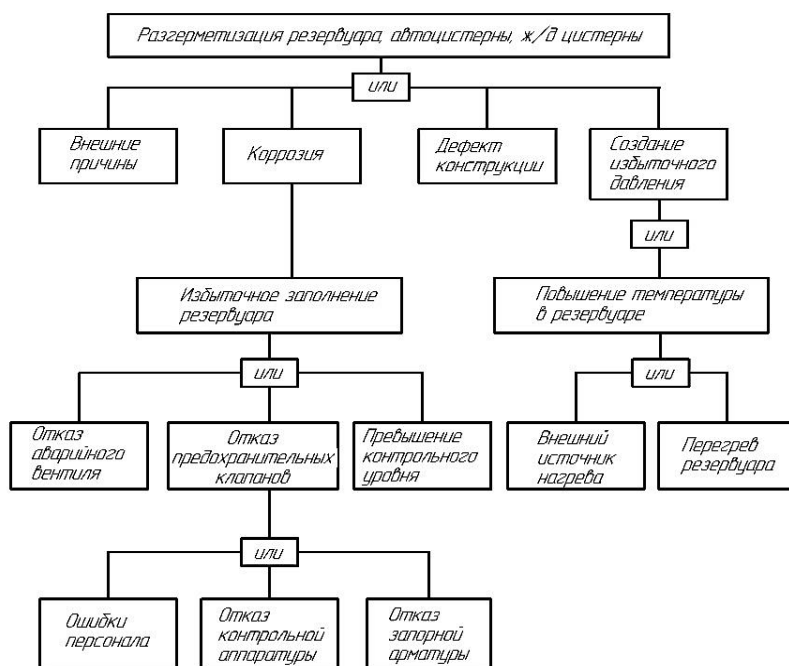 Разгерметизация резервуара, автоцистерны, ж/д цистерны
или
Внешние
причины
Коррозия
Дефект
конструкции
Создание
избыточного
давления
или
Избыточное заполнение
резервуара
Повышение температуры
в резервуаре
или
или
Отказ
аварийного
вентиля
Отказ
предохранительных
клапанов
Превышение
контрольного
уровня
Внешний
источник
нагрева
Перегрев
резервуара
или
Ошибки
персонала
Отказ
контрольной
аппаратуры
Отказ
запорной
арматуры